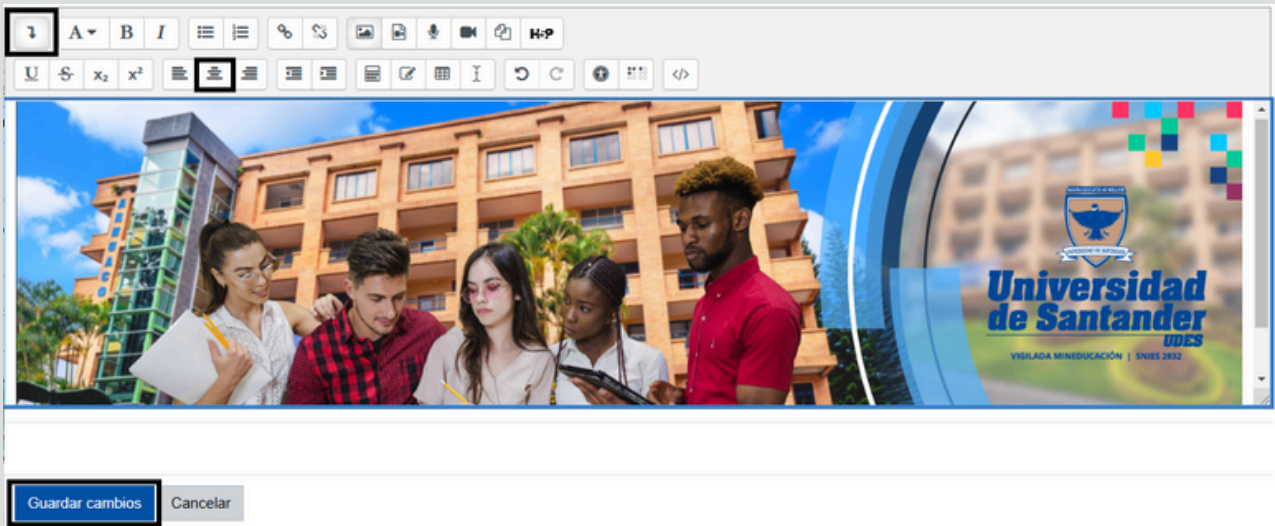 A B I H-P
U S x₂ x² </>
Universidad
de Santander
UDES
VIGILADA MINEDUCACIÓN | SNIES 2832
Guardar cambios Cancelar